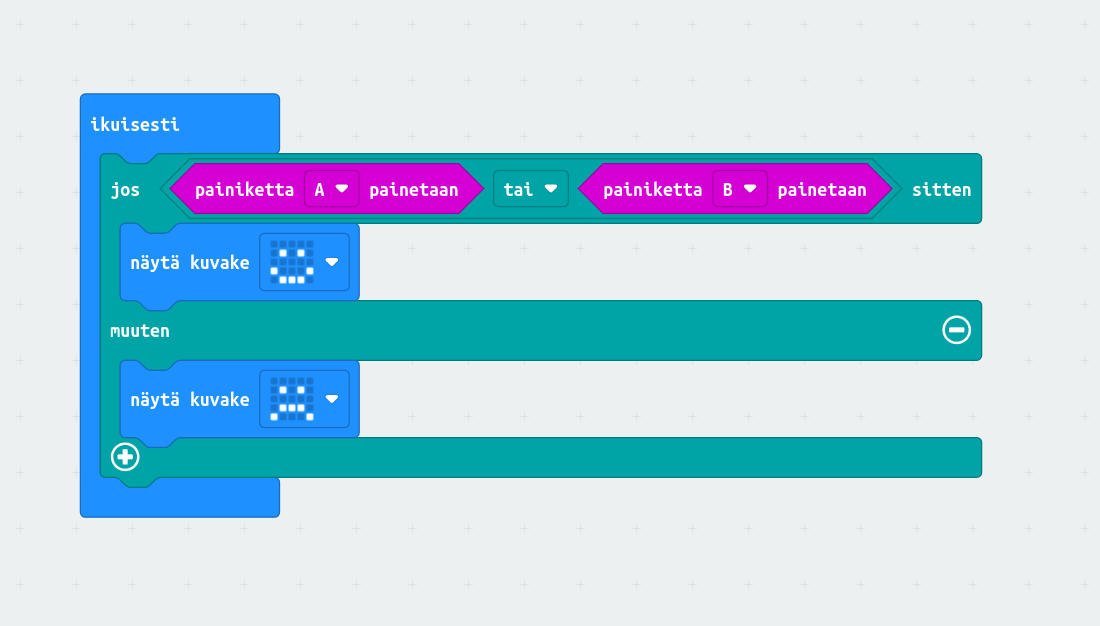 ikuisesti
jos painiketta A painetaan tai painiketta B painetaan sitten
näytä kuvake
muuten
näytä kuvake